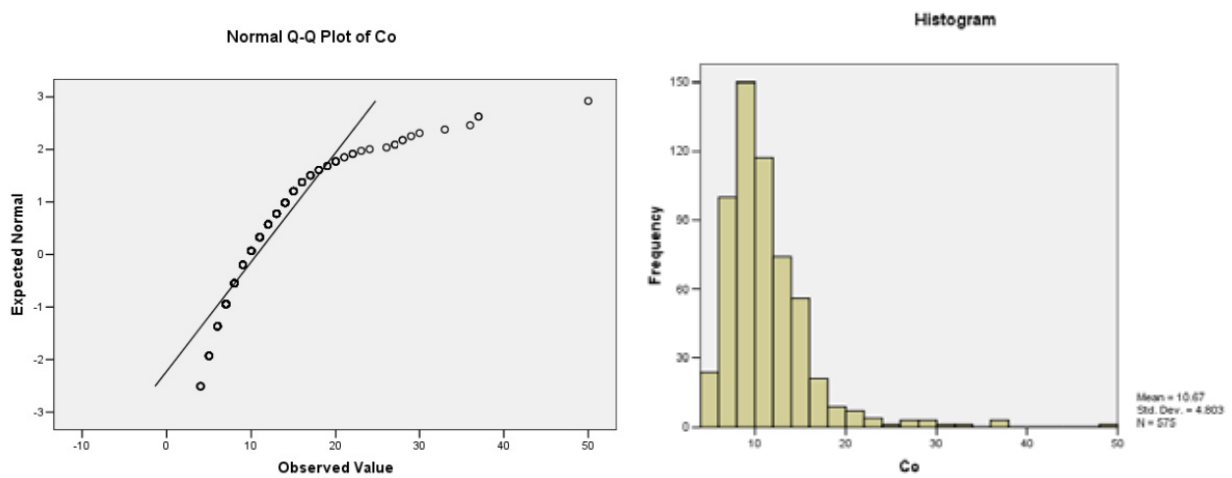 Normal Q-Q Plot of Co
Expected Normal
3
2
1
0
-1
-2
-3
-10 0 10 20 30 40 50
Observed Value
Histogram
Frequency
150
120
90
60
30
0
10 20 30 40 50
Co
Mean = 10.67
Std. Dev. = 4.803
N = 575